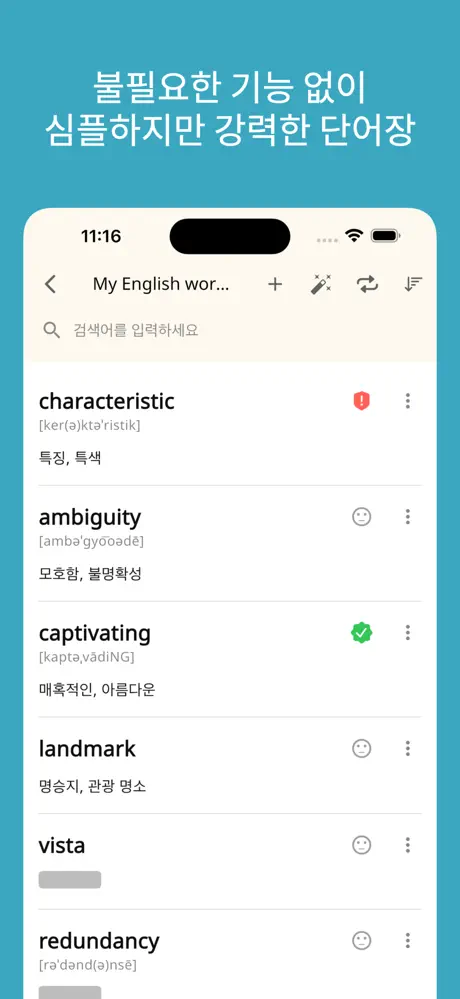 불필요한 기능 없이
심플하지만 강력한 단어장
11:16
My English wor...
검색어를 입력하세요
characteristic
[ker(ə)ktəˈristik]
특징, 특색
ambiguity
[ambəˈgyo͞oədē]
모호함, 불명확성
captivating
[kaptəˌvādiNG]
매혹적인, 아름다운
landmark
명승지, 관광 명소
vista
redundancy
[rəˈdənd(ə)nsē]